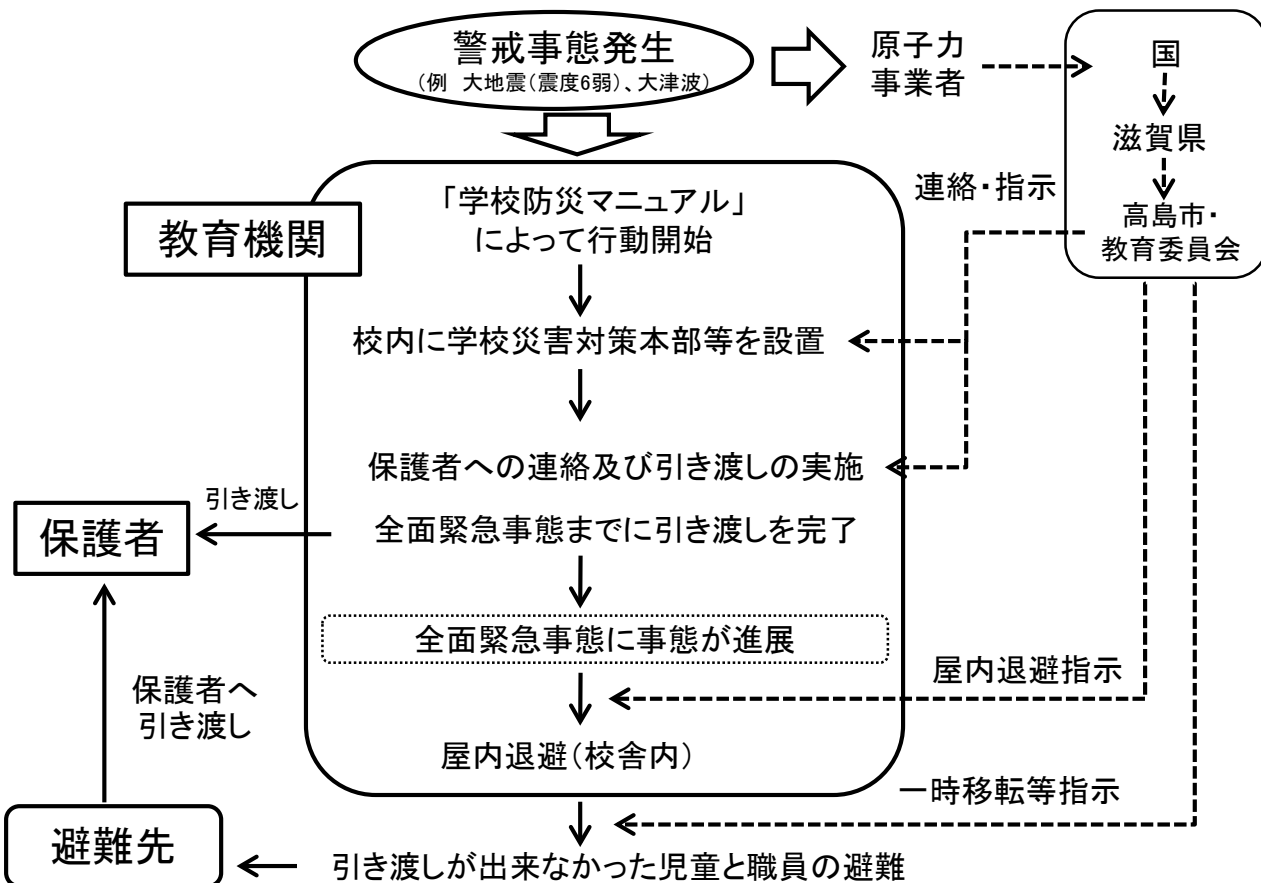 警戒事態発生
(例 大地震(震度6弱)、大津波)
原子力
事業者
国
滋賀県
高島市・
教育委員会
連絡・指示
教育機関
「学校防災マニュアル」
によって行動開始
校内に学校災害対策本部等を設置
保護者への連絡及び引き渡しの実施
引き渡し
保護者
全面緊急事態までに引き渡しを完了
全面緊急事態に事態が進展
屋内退避指示
保護者へ
引き渡し
屋内退避(校舎内)
一時移転等指示
避難先
引き渡しが出来なかった児童と職員の避難